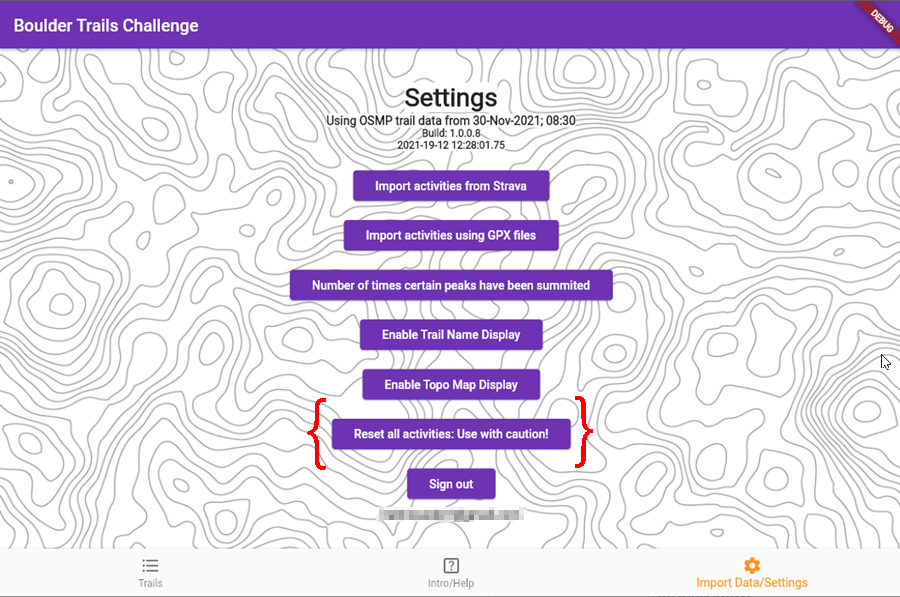 Boulder Trails Challenge
DEBUG
Settings
Using OSMP trail data from 30-Nov-2021; 08:30
Build: 1.0.0.8
2021-19-12 12:28:01.75
Import activities from Strava
Import activities using GPX files
Number of times certain peaks have been summited
Enable Trail Name Display
Enable Topo Map Display
{ Reset all activities: Use with caution! }
Sign out
Trails
Intro/Help
Import Data/Settings